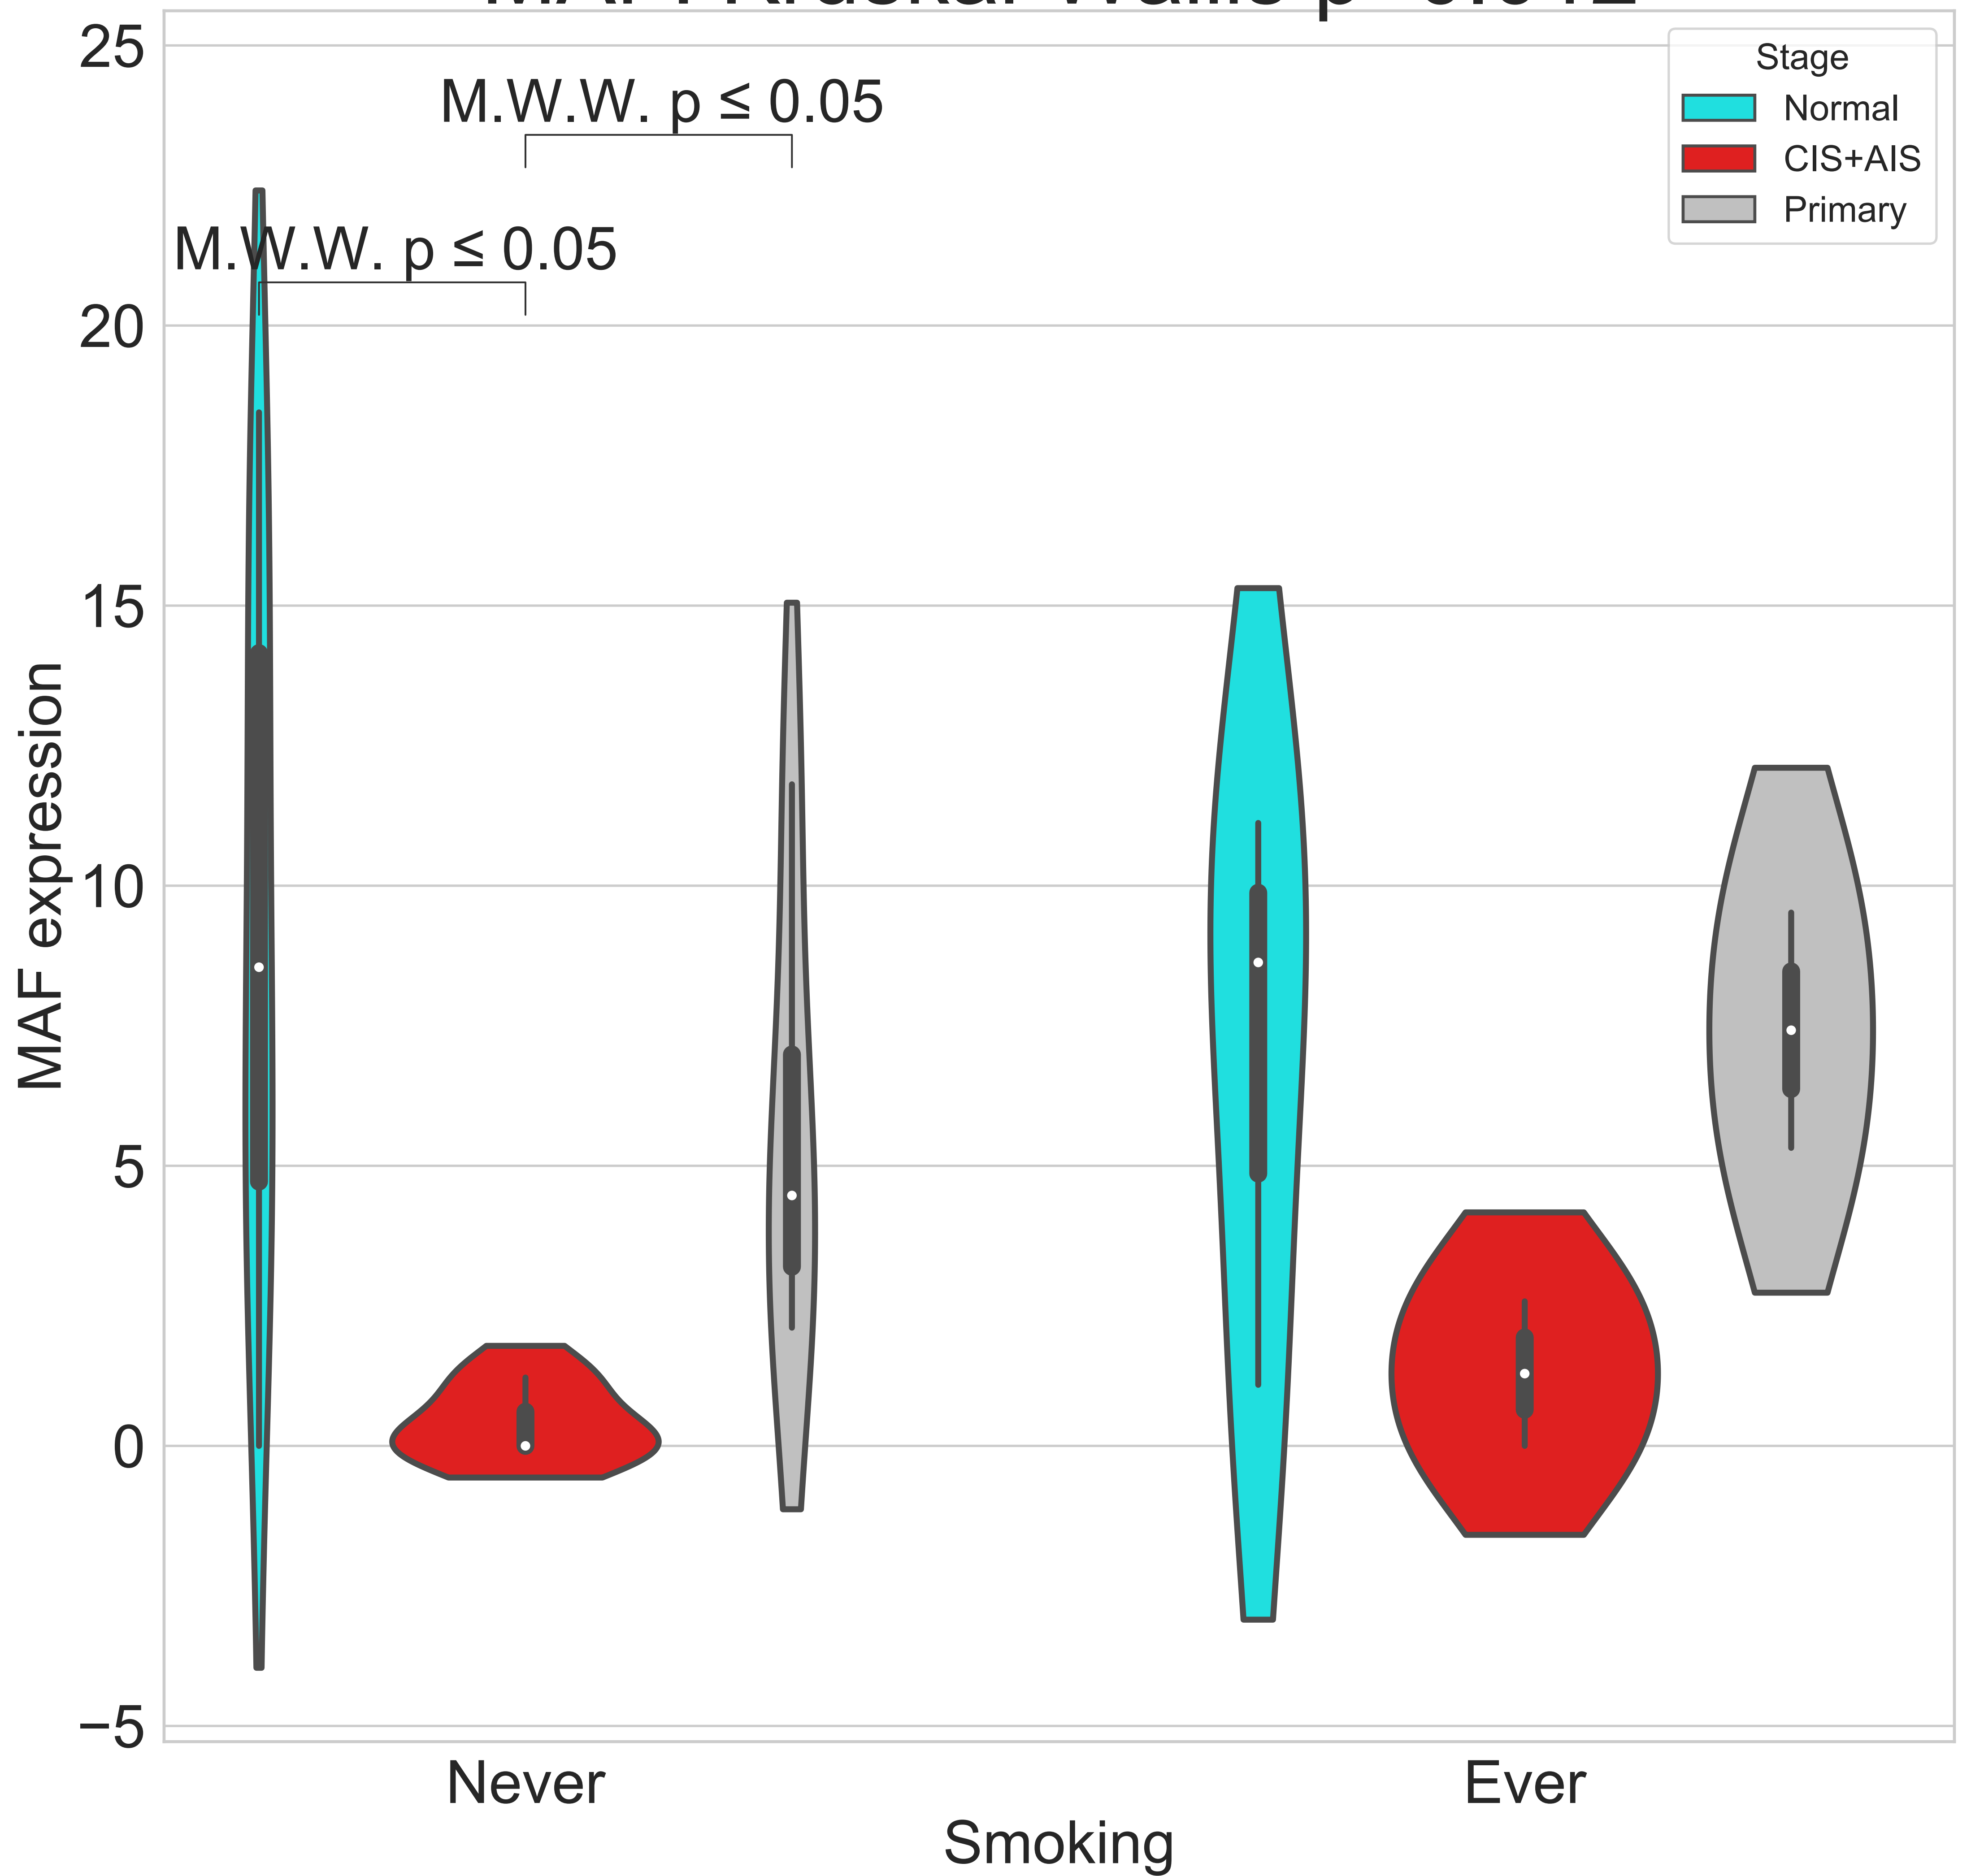 25
M.W.W. p ≤ 0.05
M.W.W. p ≤ 0.05
20
15
10
5
0
−5
MAF expression
Never
Ever
Smoking
Stage
Normal
CIS+AIS
Primary